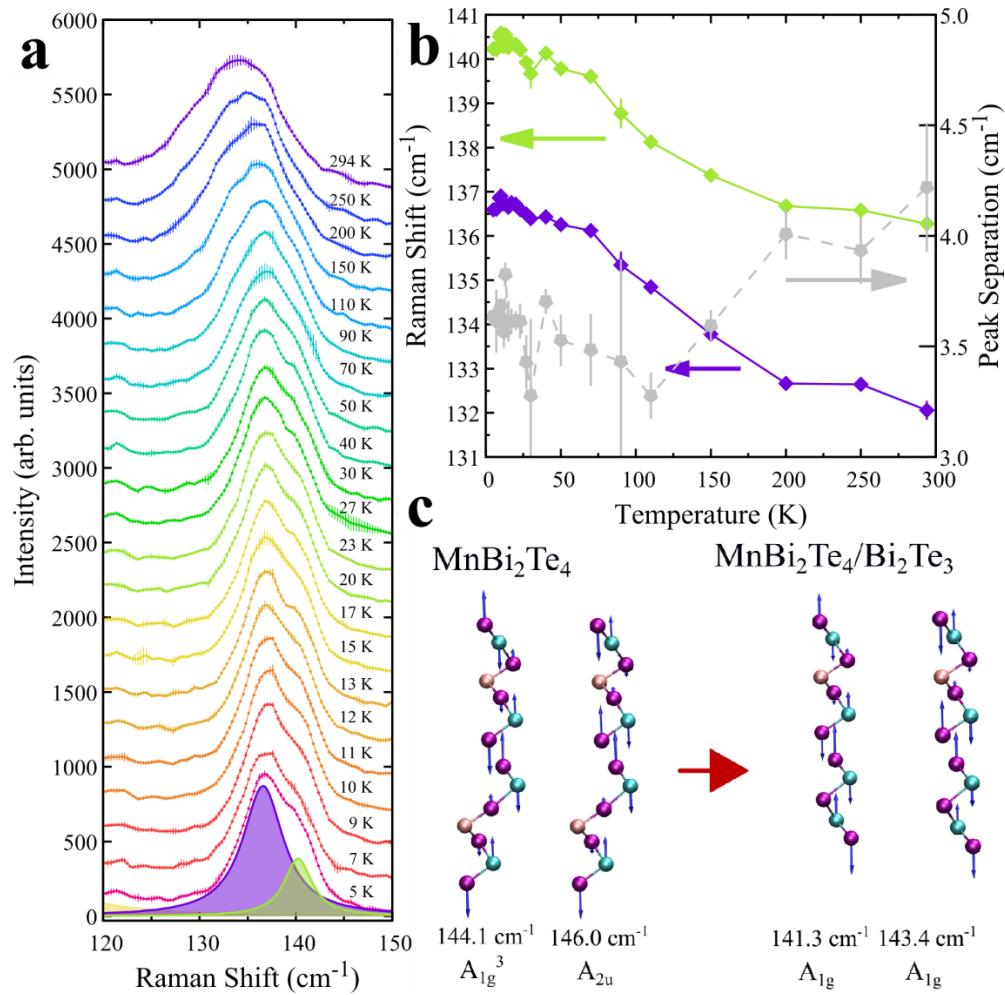 a
6000
5500
5000
4500
4000
3500
3000
2500
2000
1500
1000
500
0
Intensity (arb. units)
294 K
250 K
200 K
150 K
110 K
90 K
70 K
50 K
40 K
30 K
27 K
23 K
20 K
17 K
15 K
13 K
12 K
11 K
10 K
9 K
7 K
5 K
120 130 140 150
Raman Shift (cm⁻¹)
b
141
140
139
138
137
136
135
134
133
132
131
Raman Shift (cm⁻¹)
5.0
4.5
4.0
3.5
3.0
Peak Separation (cm⁻¹)
0 50 100 150 200 250 300
Temperature (K)
c
MnBi₂Te₄ MnBi₂Te₄/Bi₂Te₃
144.1 cm⁻¹ 146.0 cm⁻¹ 141.3 cm⁻¹ 143.4 cm⁻¹
A₁g³ A₂u A₁g A₁g